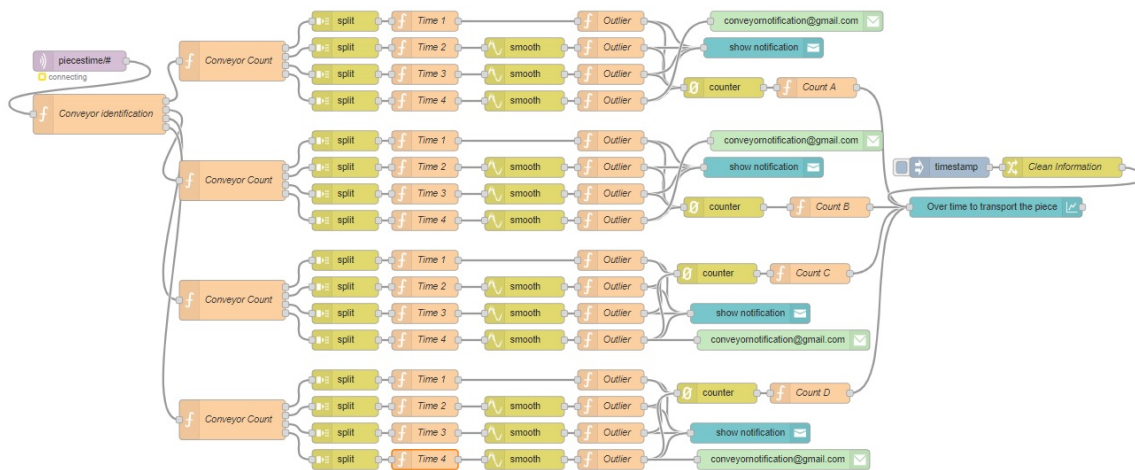 split Time 1 Outlier conveyornotification@gmail.com
piecestime/# Conveyor Count split Time 2 smooth Outlier show notification
connecting split Time 3 smooth Outlier
counter Count A
Conveyor identification split Time 4 smooth Outlier
split Time 1 Outlier conveyornotification@gmail.com
Conveyor Count split Time 2 smooth Outlier show notification timestamp Clean Information
split Time 3 smooth Outlier
counter Count B Over time to transport the piece
split Time 4 smooth Outlier
split Time 1 Outlier
counter Count C
Conveyor Count split Time 2 smooth Outlier
split Time 3 smooth Outlier show notification
split Time 4 smooth Outlier conveyornotification@gmail.com
split Time 1 Outlier
counter Count D
Conveyor Count split Time 2 smooth Outlier
split Time 3 smooth Outlier show notification
split Time 4 smooth Outlier conveyornotification@gmail.com